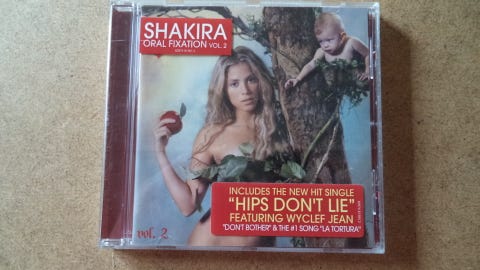 SHAKIRA
ORAL FIXATION VOL. 2
INCLUDES THE NEW HIT SINGLE
"HIPS DON'T LIE"
FEATURING WYCLEF JEAN
"DON'T BOTHER" & THE #1 SONG "LA TORTURA"
vol. 2